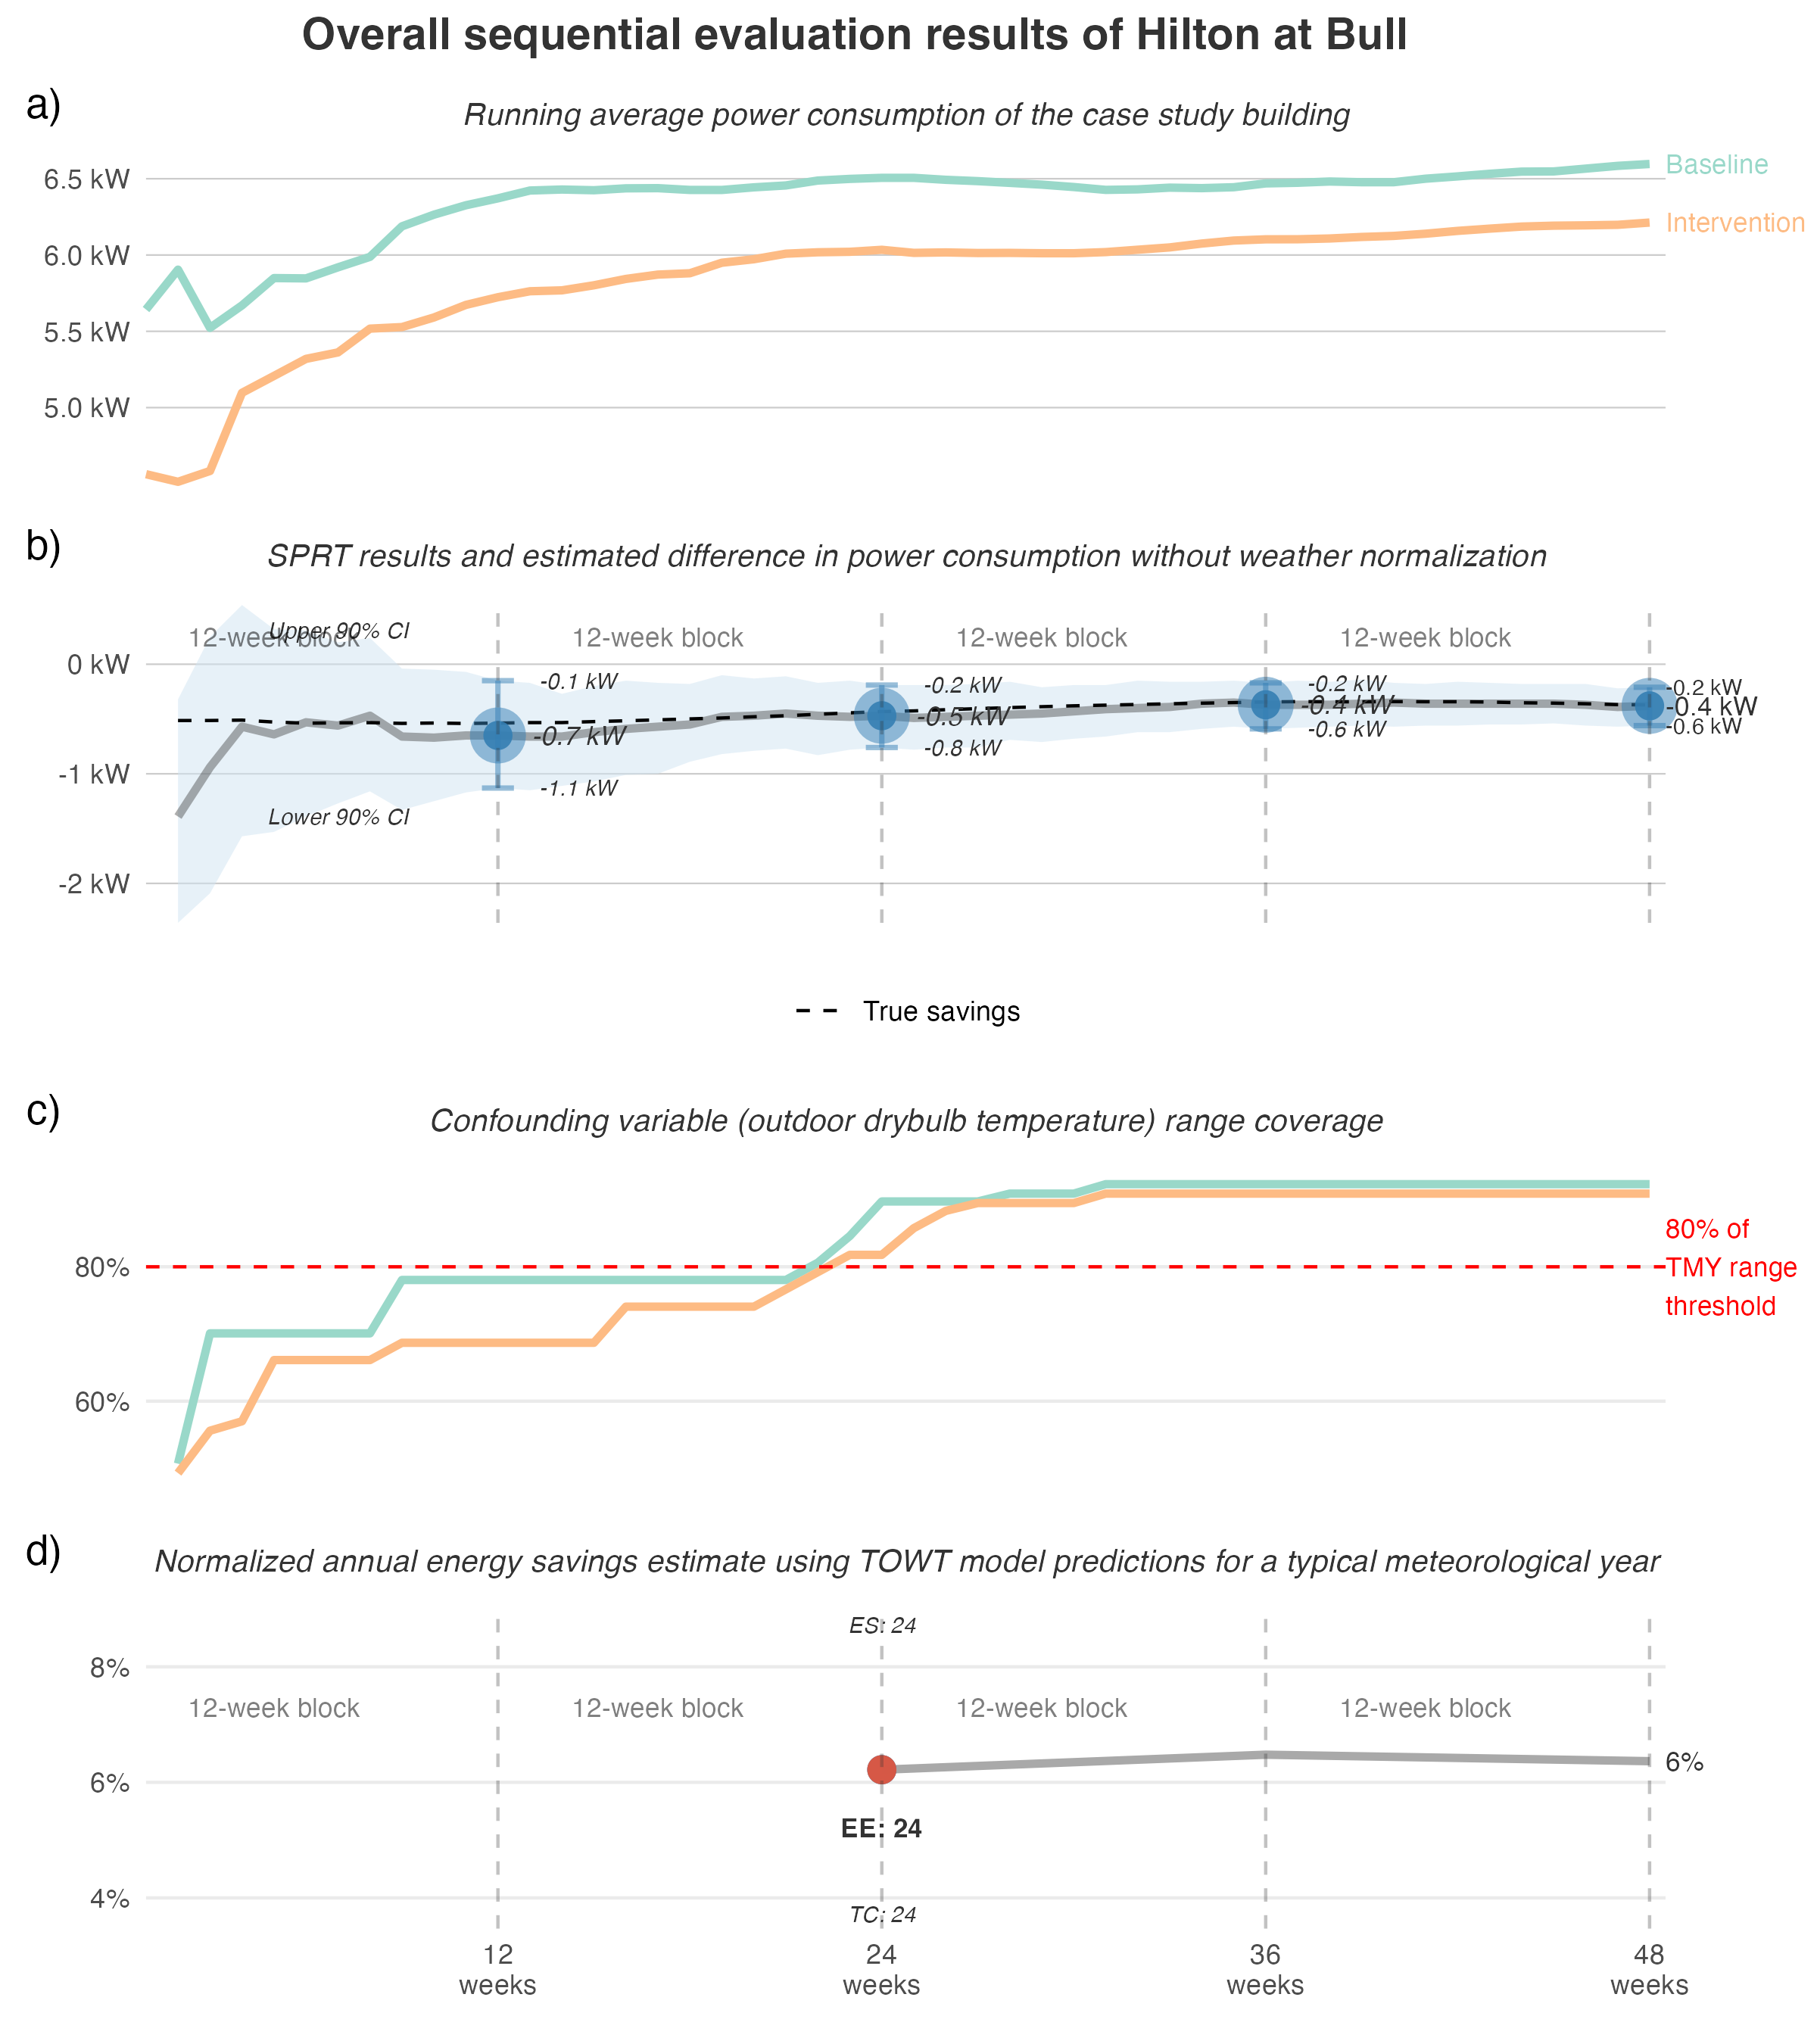 Overall sequential evaluation results of Hilton at Bull
a)
Running average power consumption of the case study building
6.5 kW
6.0 kW
5.5 kW
5.0 kW
Baseline
Intervention
b)
SPRT results and estimated difference in power consumption without weather normalization
12-week block
12-week block
12-week block
12-week block
Upper 90% CI
Lower 90% CI
0 kW
-1 kW
-2 kW
-0.1 kW
-0.7 kW
-1.1 kW
-0.2 kW
-0.5 kW
-0.8 kW
-0.2 kW
-0.4 kW
-0.6 kW
-0.2 kW
-0.4 kW
-0.6 kW
True savings
c)
Confounding variable (outdoor drybulb temperature) range coverage
80%
60%
80% of
TMY range
threshold
d)
Normalized annual energy savings estimate using TOWT model predictions for a typical meteorological year
ES: 24
8%
12-week block
12-week block
12-week block
12-week block
6%
6%
EE: 24
4%
TC: 24
12
weeks
24
weeks
36
weeks
48
weeks